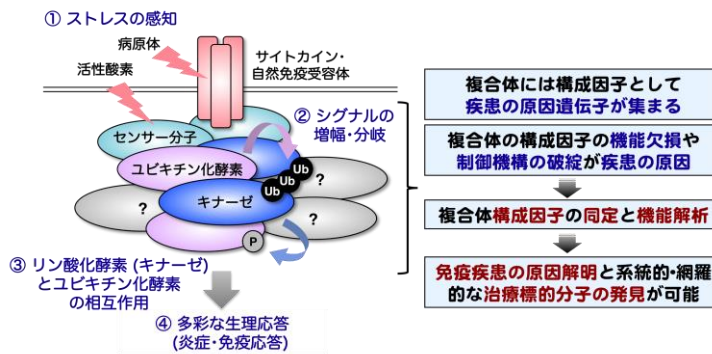 ① ストレスの感知
病原体
活性酸素
サイトカイン・
自然免疫受容体
センサー分子
② シグナルの
増幅・分岐
ユビキチン化酵素
Ub
Ub
Ub
?
キナーゼ
?
?
P
③ リン酸化酵素 (キナーゼ)
とユビキチン化酵素
の相互作用
④ 多彩な生理応答
(炎症・免疫応答)
複合体には構成因子として
疾患の原因遺伝子が集まる
複合体の構成因子の機能欠損や
制御機構の破綻が疾患の原因
複合体構成因子の同定と機能解析
免疫疾患の原因解明と系統的・網羅
的な治療標的分子の発見が可能